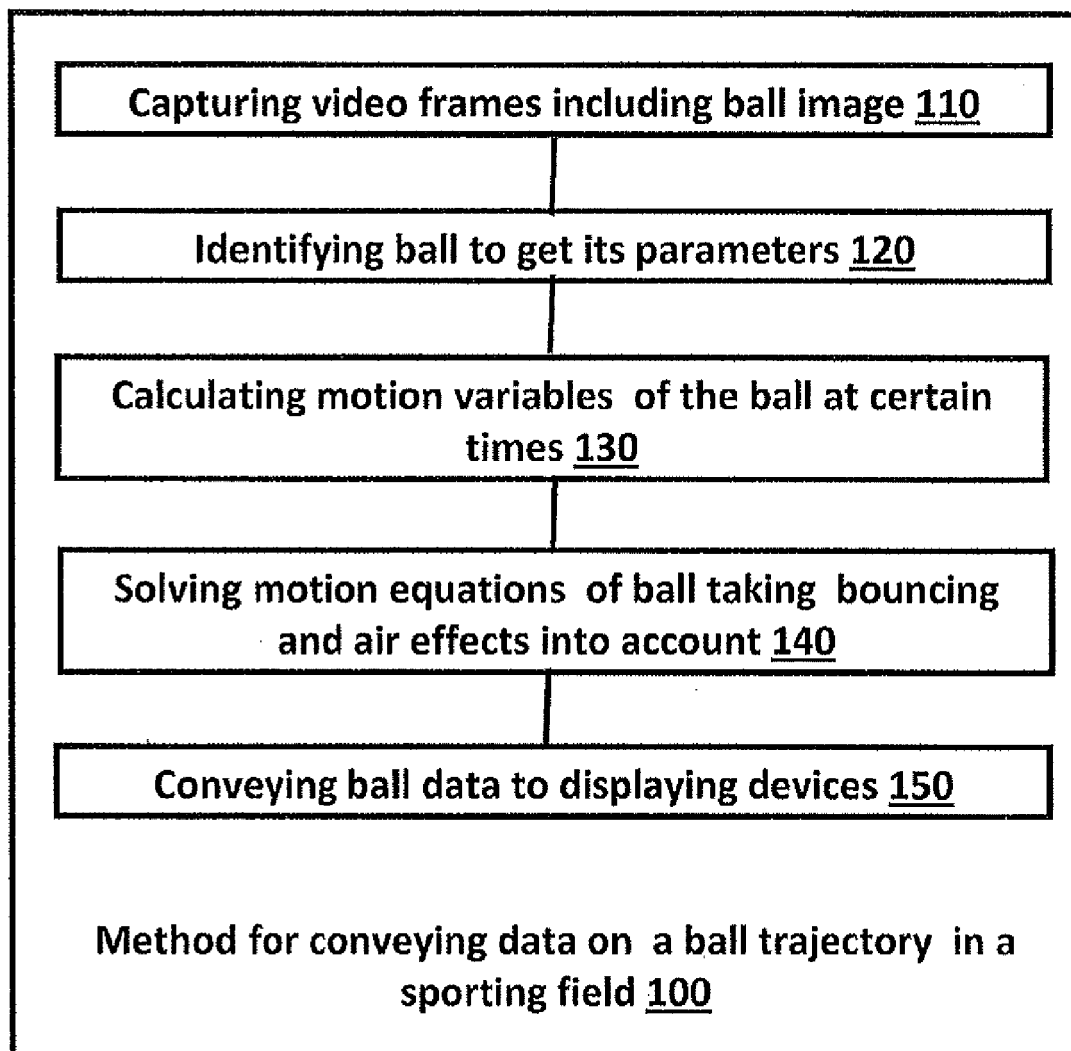 Capturing video frames including ball image 110
Identifying ball to get its parameters 120
Calculating motion variables of the ball at certain
times 130
Solving motion equations of ball taking bouncing
and air effects into account 140
Conveying ball data to displaying devices 150
Method for conveying data on a ball trajectory in a
sporting field 100